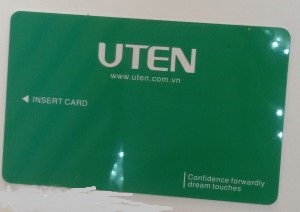 UTEN
www.uten.com.vn
◄ INSERT CARD
Confidence forwardly
dream touches